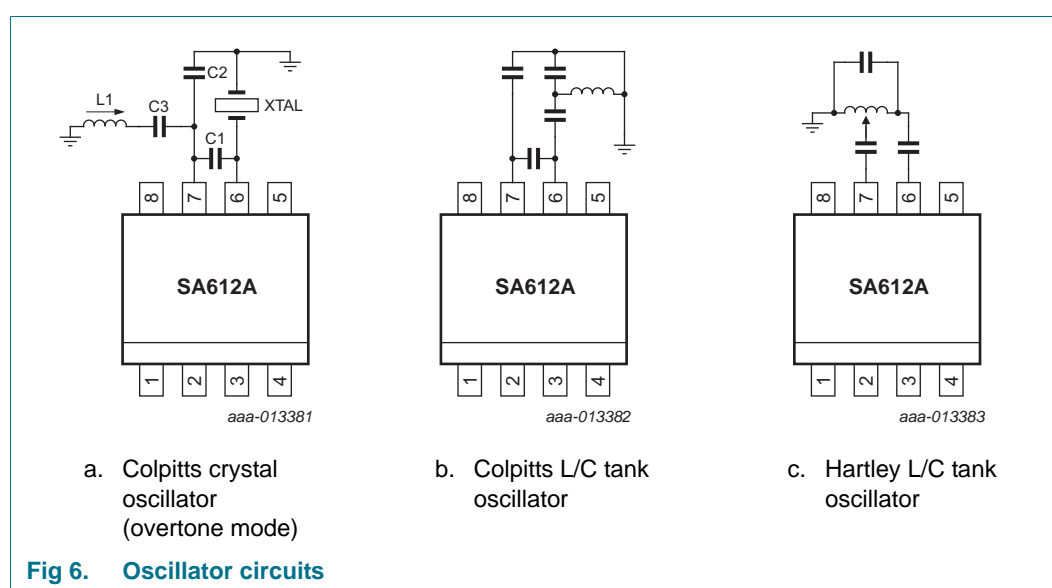 L1
C3
C2
XTAL
C1
8 7 6 5
SA612A
1 2 3 4
aaa-013381
8 7 6 5
SA612A
1 2 3 4
aaa-013382
8 7 6 5
SA612A
1 2 3 4
aaa-013383
a. Colpitts crystal
oscillator
(overtone mode)
b. Colpitts L/C tank
oscillator
c. Hartley L/C tank
oscillator
Fig 6. Oscillator circuits